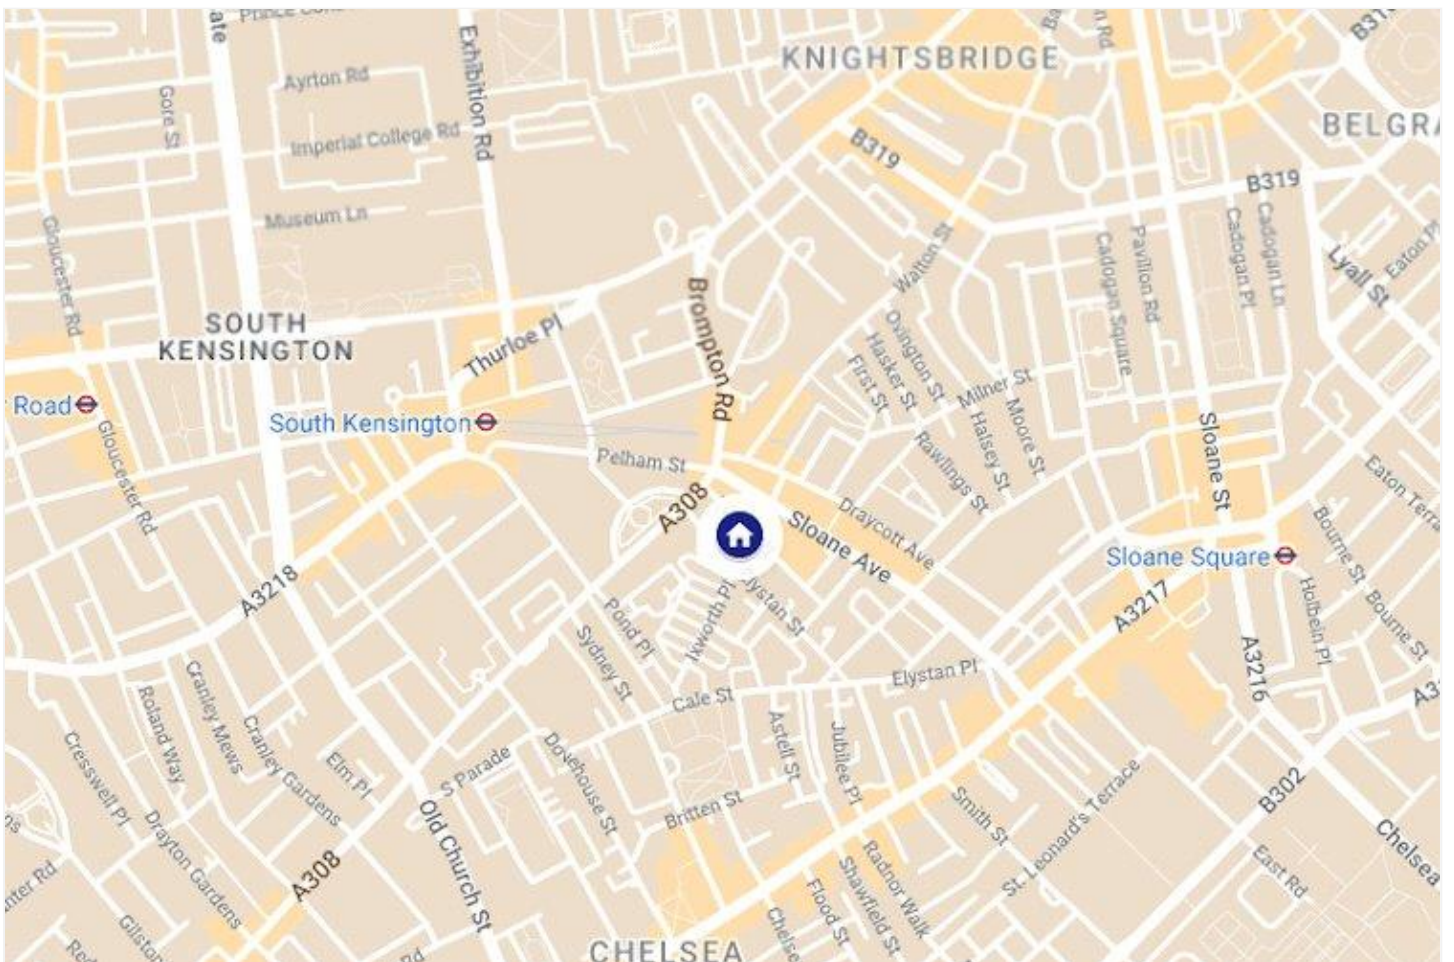 Ayrton Rd
Gore St
Imperial College Rd
Museum Ln
Exhibition Rd
KNIGHTSBRIDGE
B319
B319
Gloucester Rd
SOUTH
KENSINGTON
Thurloe Pl
Brompton Rd
Walton St
Ovington St
Hasker St
First St
Milner St
Moore St
Halsey St
Rawlings St
Cadogan Square
Pavilion Rd
Cadogan Pl
Cadogan Ln
Lyall St
Eaton Pl
Road
South Kensington
Gloucester Rd
Pelham St
A308
Sloane Ave
Draycott Ave
Sloane St
Sloane Square
Bourne St
Bourne St
Holbein Pl
A3218
A3217
A3216
Pond Pl
Ixworth Pl
Elystan St
Sydney St
Elystan Pl
Cale St
Cranley Mews
Roland Way
Cranley Gardens
Elm Pl
Cresswell Pl
Drayton Gardens
S Parade
Dovehouse St
Astell St
Jubilee Pl
Britten St
Smith St
St. Leonard's Terrace
B302
Chelsea
East Rd
Old Church St
A308
Radnor Walk
Shawfield St
Flood St
CHELSEA